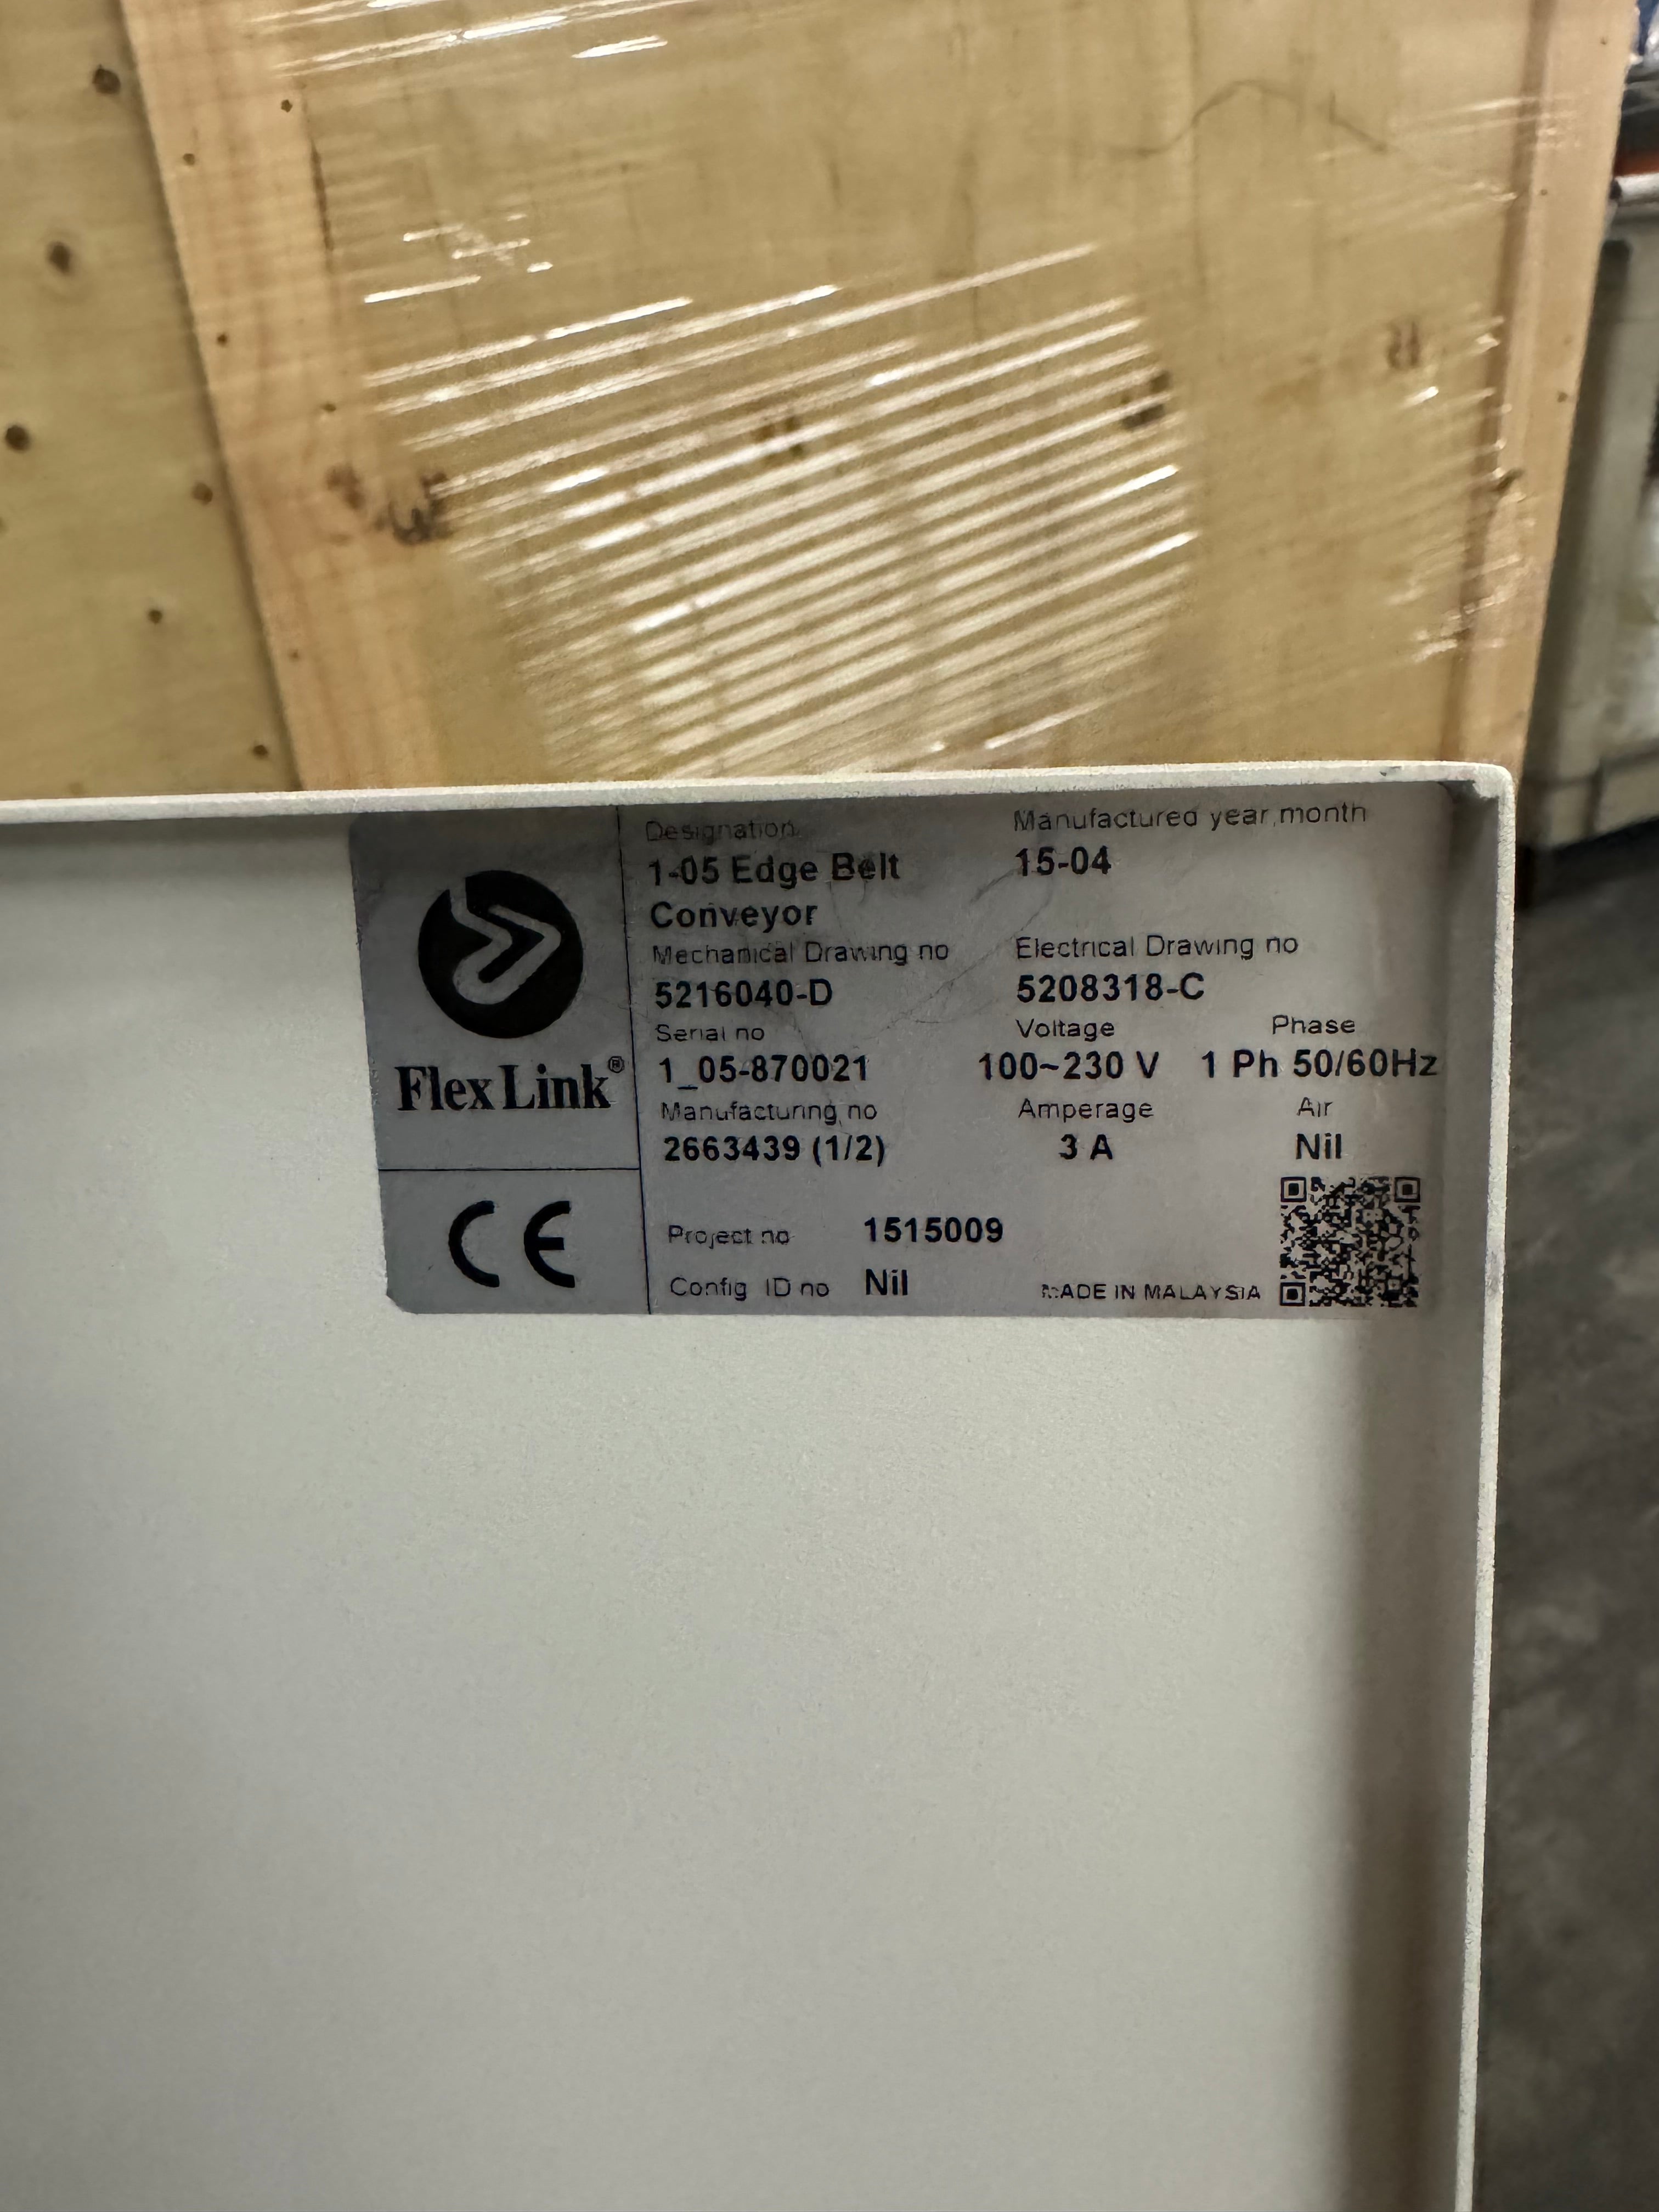 FlexLink®
CE
Designation
1-05 Edge Belt
Conveyor
Manufactured year,month
15-04
Mechanical Drawing no
5216040-D
Electrical Drawing no
5208318-C
Serial no
1_05-870021
Voltage
100~230 V
Phase
1 Ph 50/60Hz
Manufacturing no
2663439 (1/2)
Amperage
3 A
Air
Nil
Project no 1515009
Config ID no Nil
MADE IN MALAYSIA